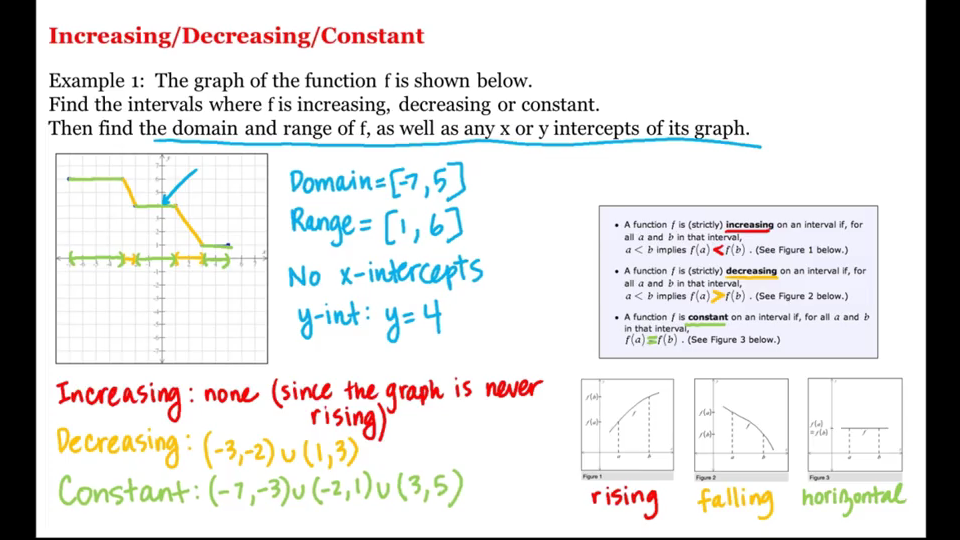 Increasing/Decreasing/Constant
Example 1: The graph of the function f is shown below.
Find the intervals where f is increasing, decreasing or constant.
Then find the domain and range of f, as well as any x or y intercepts of its graph.
Domain=[-7,5]
Range= [1,6]
No x-intercepts
y-int: y=4
• A function f is (strictly) increasing on an interval if, for
all a and b in that interval,
a < b implies f(a) < f(b) . (See Figure 1 below.)
• A function f is (strictly) decreasing on an interval if, for
all a and b in that interval,
a < b implies f(a) > f(b) . (See Figure 2 below.)
• A function f is constant on an interval if, for all a and b
in that interval,
f(a) = f(b) . (See Figure 3 below.)
Increasing: none (since the graph is never
rising)
Decreasing: (-3,-2)∪(1,3)
Constant: (-7,-3)∪(-2,1)∪(3,5)
f(b)
f(a)
f
a b
Figure 1
rising
f(a)
f(b)
f
a b
Figure 2
falling
f(a)
= f(b)
f
a b
Figure 3
horizontal